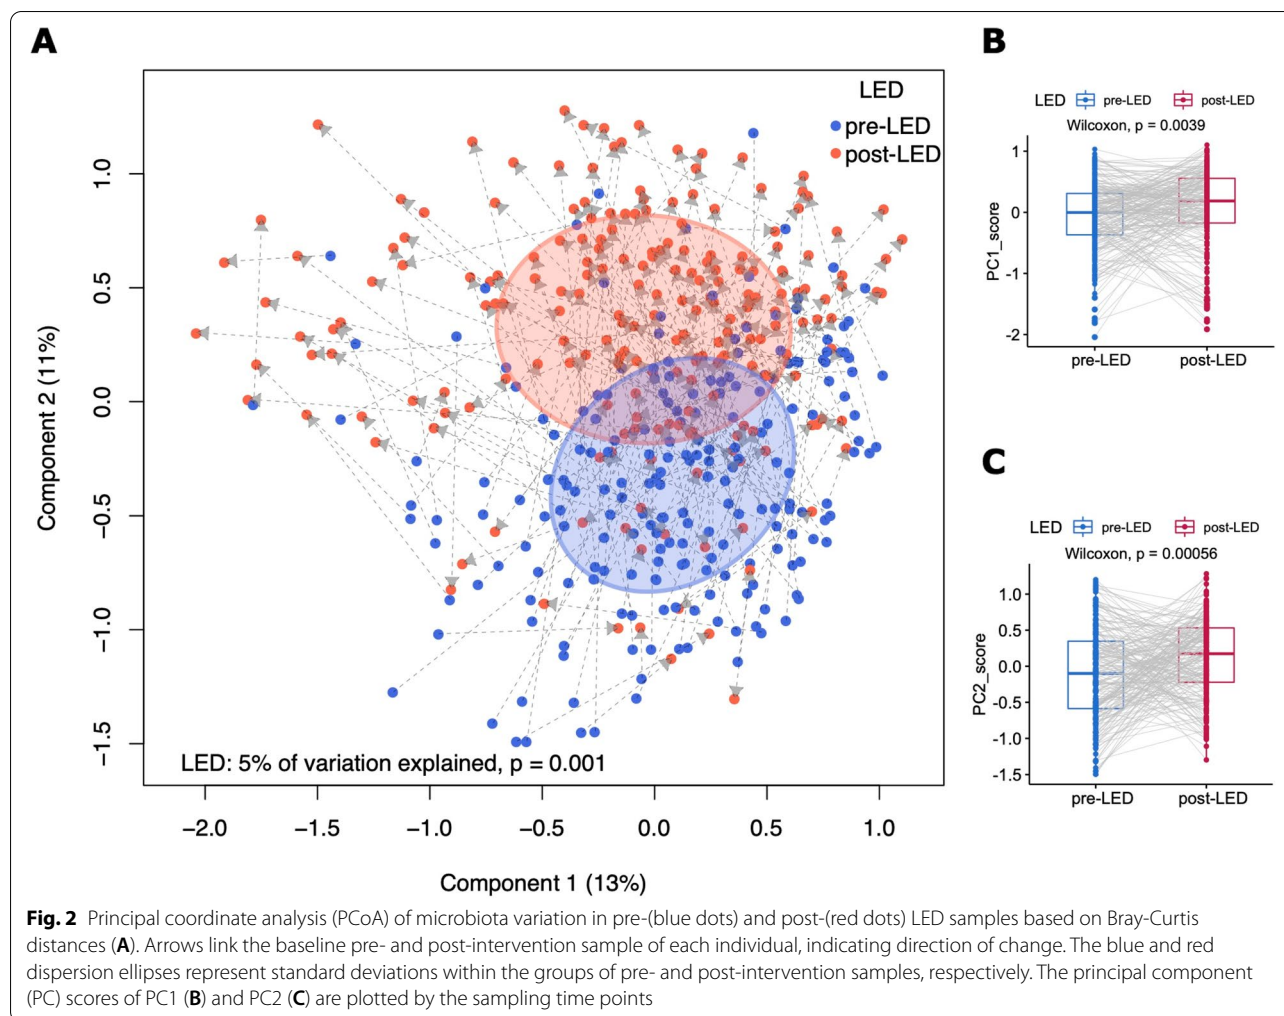 A
LED
pre-LED
post-LED
Component 2 (11%)
1.0
0.5
0.0
−0.5
−1.0
−1.5
LED: 5% of variation explained, p = 0.001
−2.0 −1.5 −1.0 −0.5 0.0 0.5 1.0
Component 1 (13%)
B
LED pre-LED post-LED
Wilcoxon, p = 0.0039
PC1_score
1
0
-1
-2
pre-LED post-LED
C
LED pre-LED post-LED
Wilcoxon, p = 0.00056
PC2_score
1.0
0.5
0.0
-0.5
-1.0
-1.5
pre-LED post-LED
Fig. 2 Principal coordinate analysis (PCoA) of microbiota variation in pre-(blue dots) and post-(red dots) LED samples based on Bray-Curtis
distances (A). Arrows link the baseline pre- and post-intervention sample of each individual, indicating direction of change. The blue and red
dispersion ellipses represent standard deviations within the groups of pre- and post-intervention samples, respectively. The principal component
(PC) scores of PC1 (B) and PC2 (C) are plotted by the sampling time points